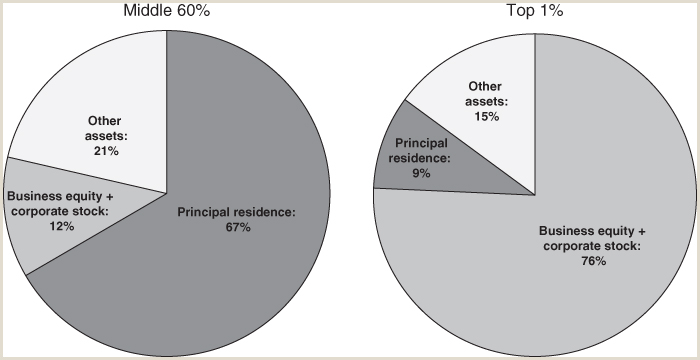 Middle 60%
Other
assets:
21%
Business equity +
corporate stock:
12%
Principal residence:
67%
Top 1%
Other
assets:
15%
Principal
residence:
9%
Business equity +
corporate stock:
76%